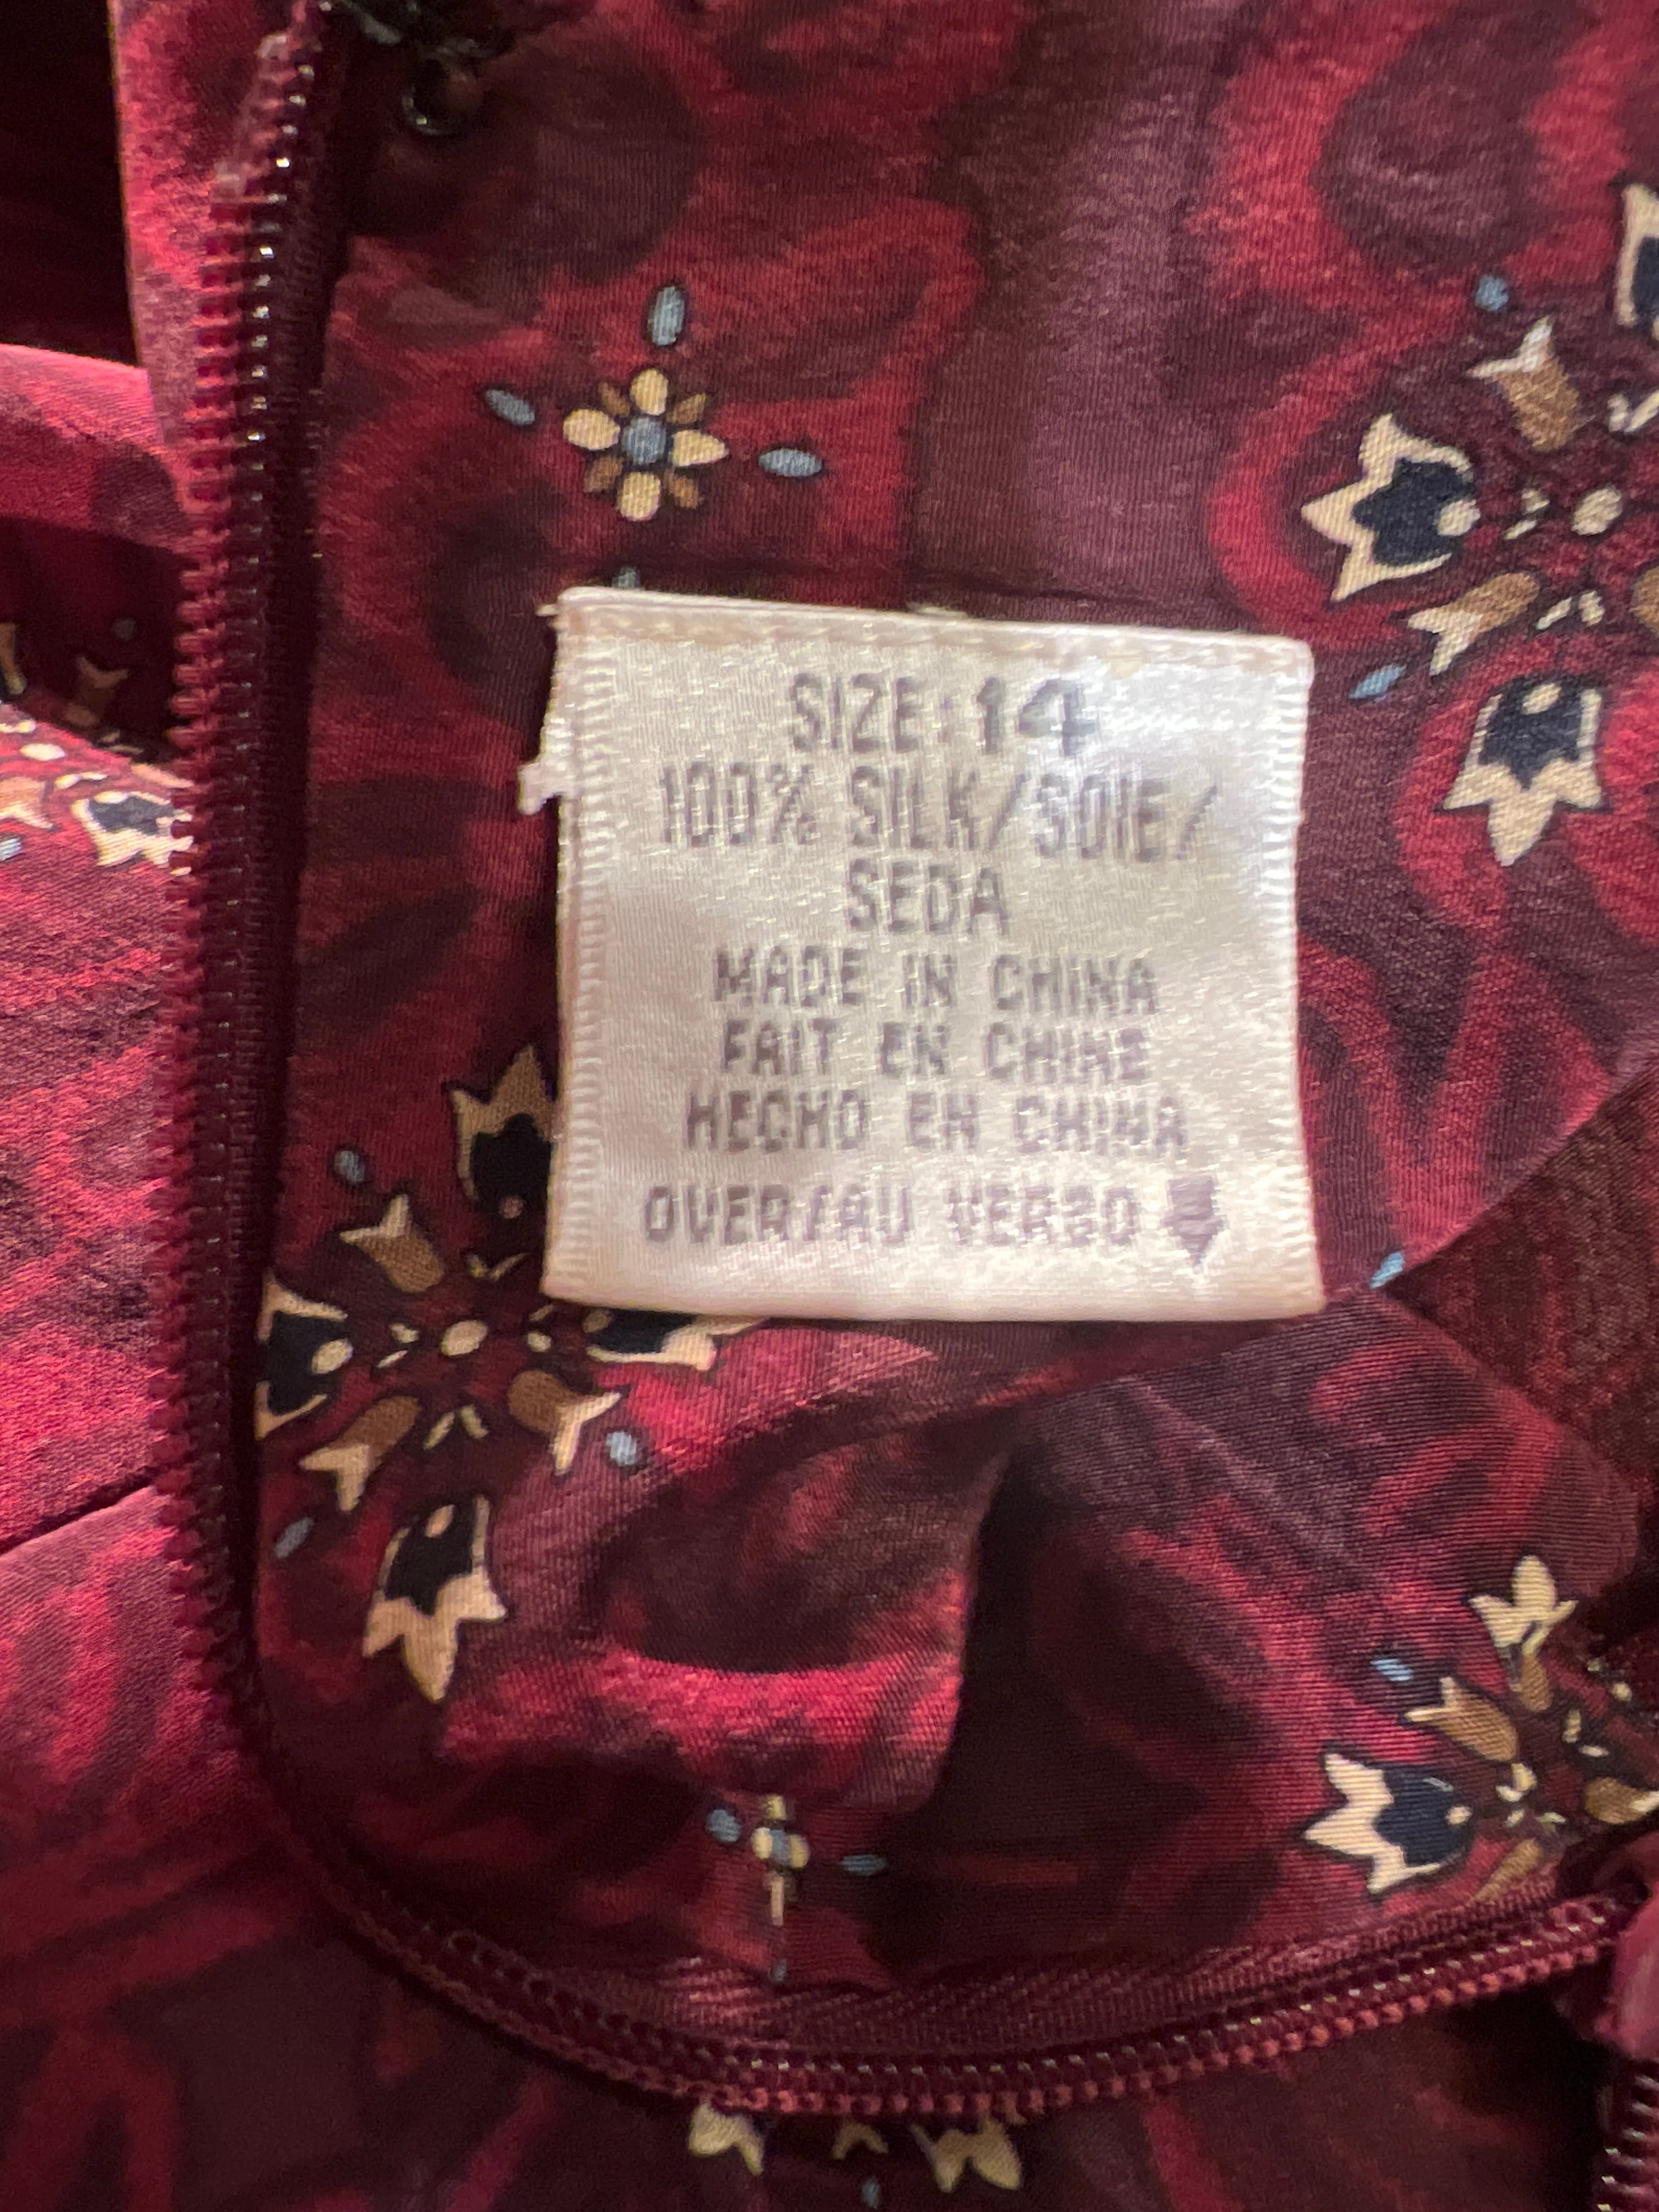 SIZE: 14
100% SILK/SOIE/
SEDA
MADE IN CHINA
FAIT EN CHINE
HECHO EN CHINA
OVER/AU VERSO